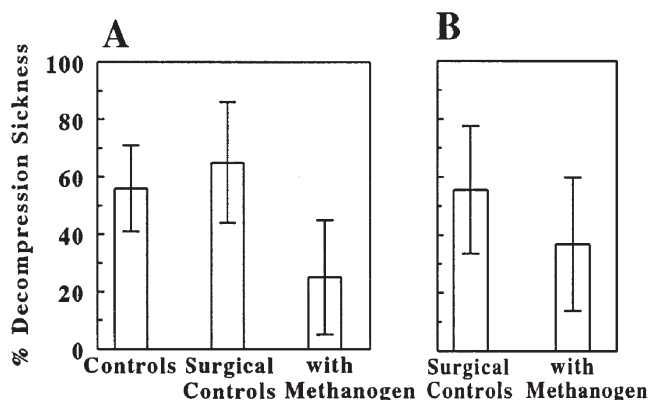 A
B
% Decompression Sickness
100
80
60
40
20
0
Controls
Surgical
Controls
with
Methanogen
Surgical
Controls
with
Methanogen